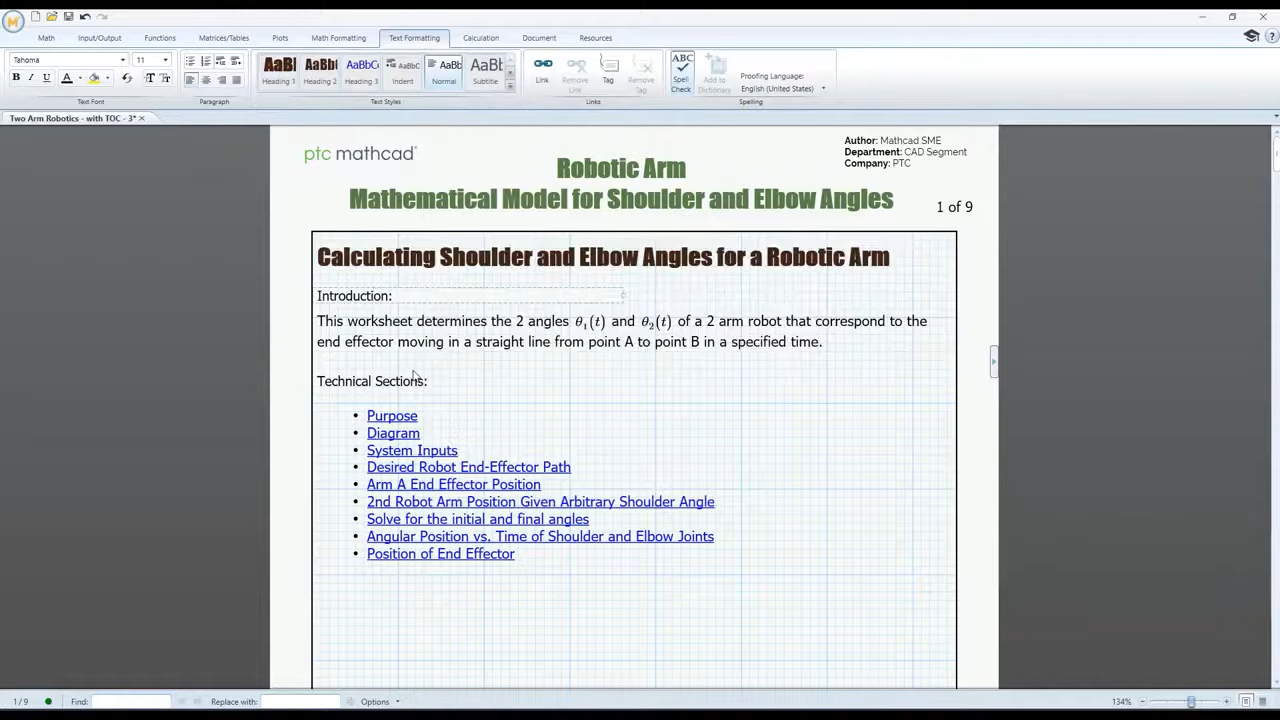 Math Input/Output Functions Matrices/Tables Plots Math Formatting Text Formatting Calculation Document Resources
Tahoma 11
B I U A
Text Font
Paragraph
AaBI AaBb AaBbC AaBbC AaBb AaBb
Heading 1 Heading 2 Heading 3 Indent Normal Subtitle
Text Styles
Link Remove Link Tag Remove Tag
Links
ABC Spell Check Add to Dictionary
Proofing Language:
English (United States)
Spelling
Two Arm Robotics - with TOC - 3* ×
ptc mathcad
Robotic Arm
Mathematical Model for Shoulder and Elbow Angles
Author: Mathcad SME
Department: CAD Segment
Company: PTC
1 of 9
Calculating Shoulder and Elbow Angles for a Robotic Arm
Introduction:
This worksheet determines the 2 angles θ₁(t) and θ₂(t) of a 2 arm robot that correspond to the
end effector moving in a straight line from point A to point B in a specified time.
Technical Sections:
• Purpose
• Diagram
• System Inputs
• Desired Robot End-Effector Path
• Arm A End Effector Position
• 2nd Robot Arm Position Given Arbitrary Shoulder Angle
• Solve for the initial and final angles
• Angular Position vs. Time of Shoulder and Elbow Joints
• Position of End Effector
1 / 9 Find: Replace with: Options 134%